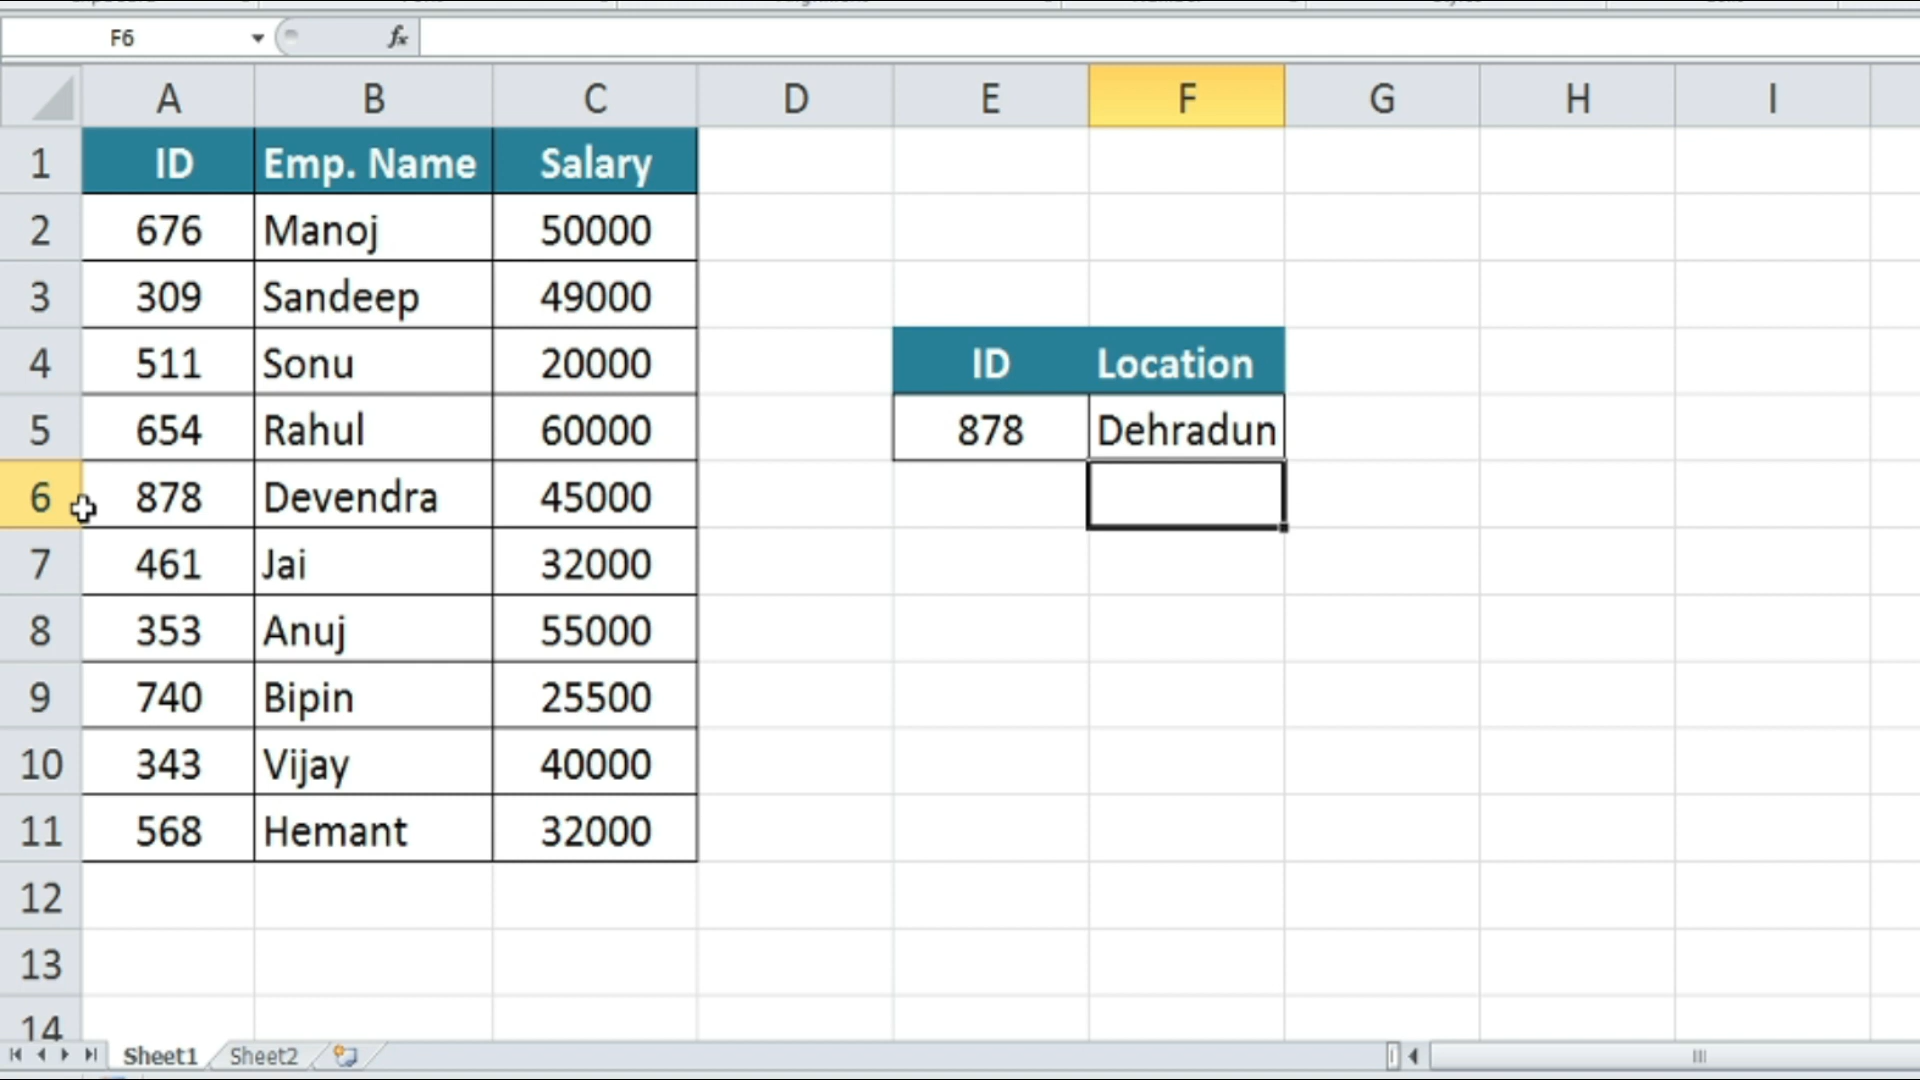 F6 fx
A B C D E F G H I
1 ID Emp. Name Salary
2 676 Manoj 50000
3 309 Sandeep 49000
4 511 Sonu 20000 ID Location
5 654 Rahul 60000 878 Dehradun
6 878 Devendra 45000
7 461 Jai 32000
8 353 Anuj 55000
9 740 Bipin 25500
10 343 Vijay 40000
11 568 Hemant 32000
12
13
14
Sheet1 Sheet2